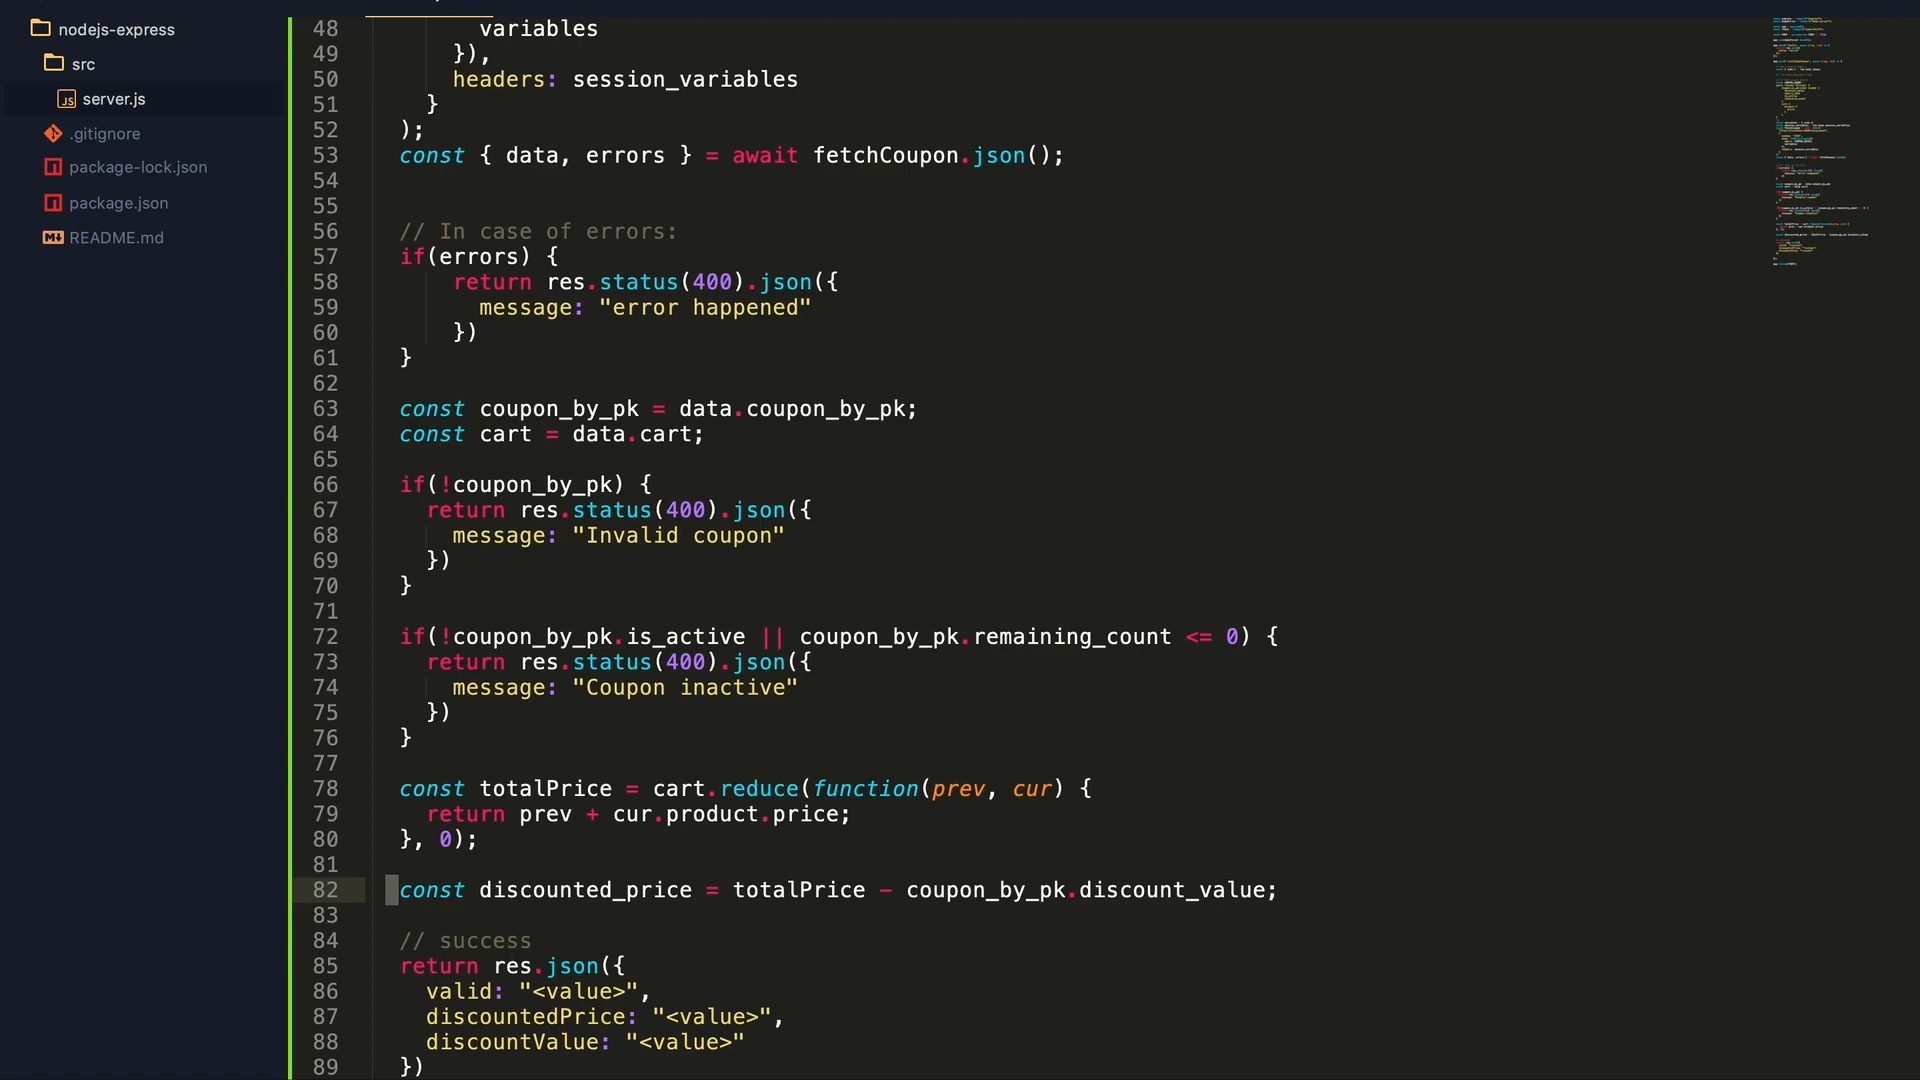 nodejs-express
src
server.js
.gitignore
package-lock.json
package.json
README.md
48 variables
49 }),
50 headers: session_variables
51 }
52 );
53 const { data, errors } = await fetchCoupon.json();
54
55
56 // In case of errors:
57 if(errors) {
58 return res.status(400).json({
59 message: "error happened"
60 })
61 }
62
63 const coupon_by_pk = data.coupon_by_pk;
64 const cart = data.cart;
65
66 if(!coupon_by_pk) {
67 return res.status(400).json({
68 message: "Invalid coupon"
69 })
70 }
71
72 if(!coupon_by_pk.is_active || coupon_by_pk.remaining_count <= 0) {
73 return res.status(400).json({
74 message: "Coupon inactive"
75 })
76 }
77
78 const totalPrice = cart.reduce(function(prev, cur) {
79 return prev + cur.product.price;
80 }, 0);
81
82 const discounted_price = totalPrice - coupon_by_pk.discount_value;
83
84 // success
85 return res.json({
86 valid: "<value>",
87 discountedPrice: "<value>",
88 discountValue: "<value>"
89 })